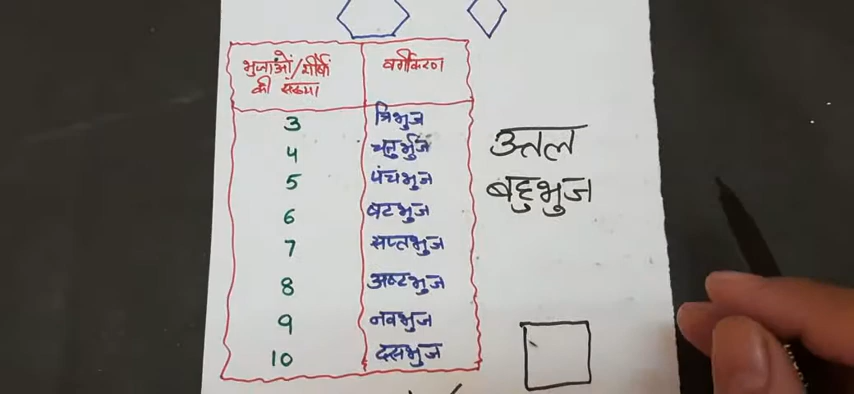 भुजाओं/शीर्षों वर्गीकरण
की संख्या
3 त्रिभुज
4 चतुर्भुज
5 पंचभुज
6 षटभुज
7 सप्तभुज
8 अष्टभुज
9 नवभुज
10 दसभुज
उत्तल
बहुभुज